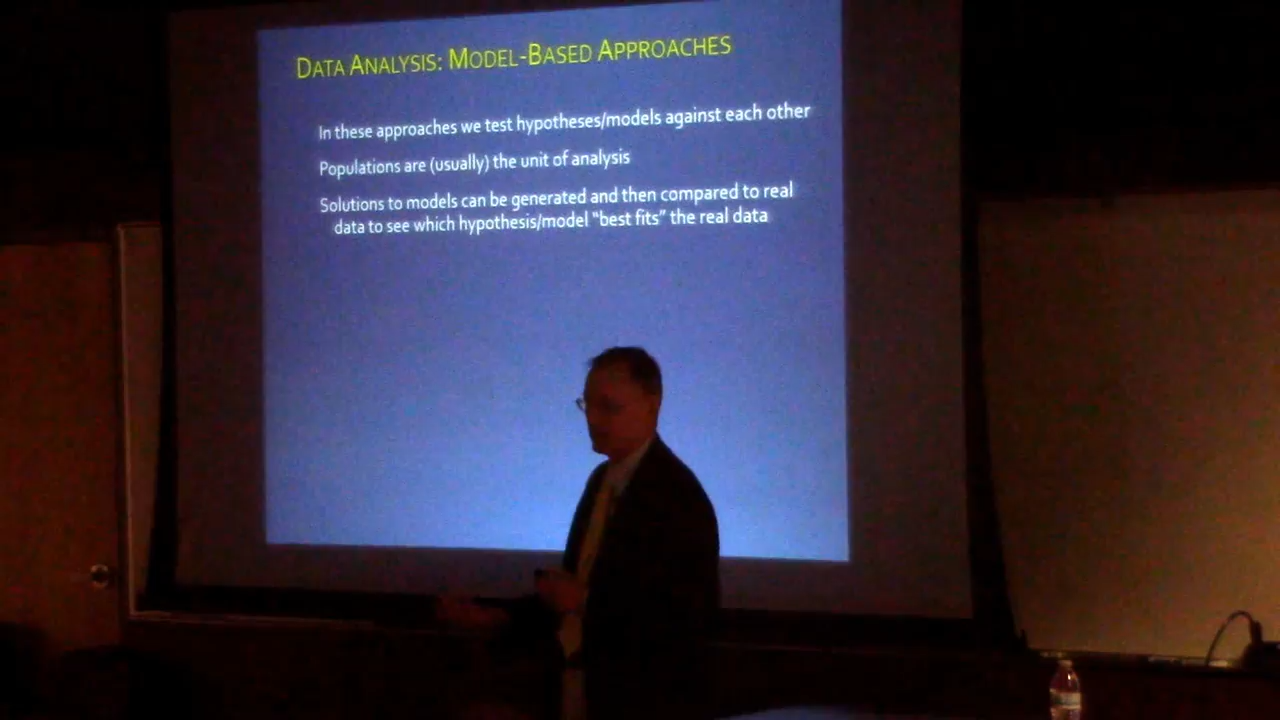 DATA ANALYSIS: MODEL-BASED APPROACHES
In these approaches we test hypotheses/models against each other
Populations are (usually) the unit of analysis
Solutions to models can be generated and then compared to real
data to see which hypothesis/model “best fits” the real data